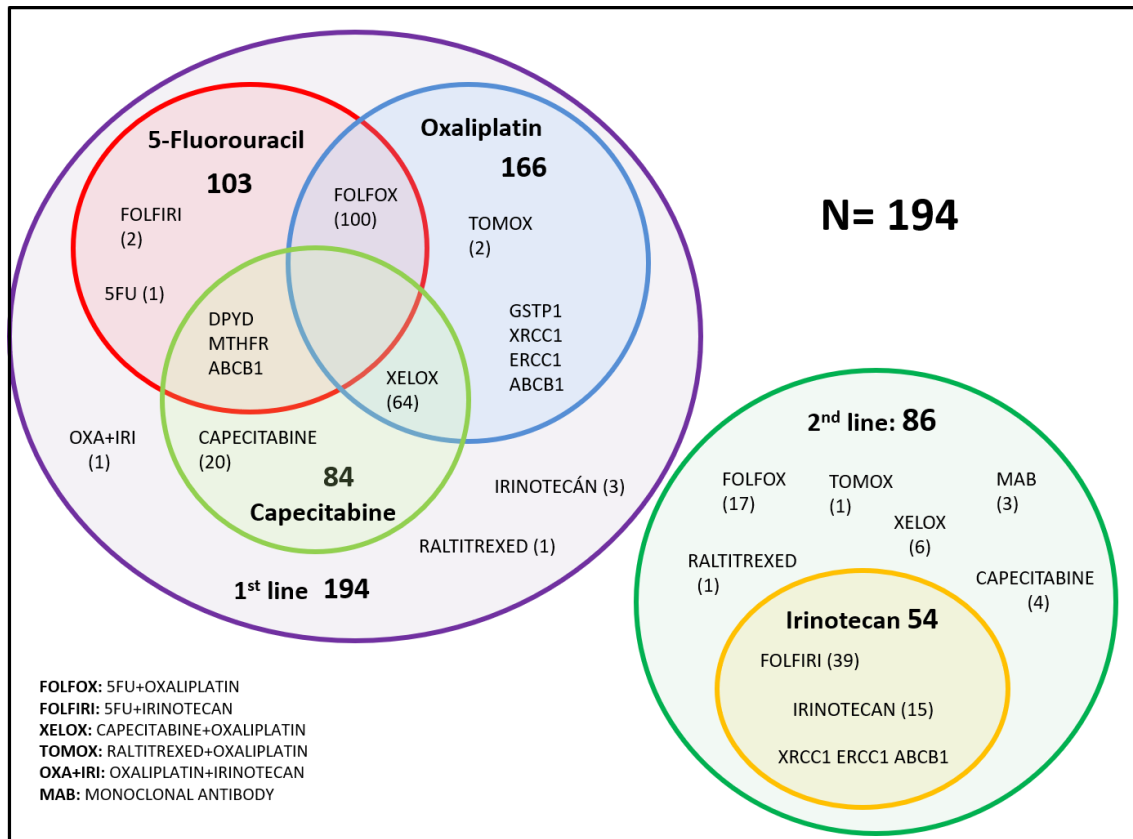 5-Fluorouracil
103
FOLFIRI
(2)
5FU (1)
FOLFOX
(100)
Oxaliplatin
166
TOMOX
(2)
GSTP1
XRCC1
ERCC1
ABCB1
DPYD
MTHFR
ABCB1
XELOX
(64)
OXA+IRI
(1)
CAPECITABINE
(20)
84
Capecitabine
IRINOTECÁN (3)
RALTITREXED (1)
1st line 194
N= 194
2nd line: 86
FOLFOX
(17)
TOMOX
(1)
MAB
(3)
XELOX
(6)
RALTITREXED
(1)
CAPECITABINE
(4)
Irinotecan 54
FOLFIRI (39)
IRINOTECAN (15)
XRCC1 ERCC1 ABCB1
FOLFOX: 5FU+OXALIPLATIN
FOLFIRI: 5FU+IRINOTECAN
XELOX: CAPECITABINE+OXALIPLATIN
TOMOX: RALTITREXED+OXALIPLATIN
OXA+IRI: OXALIPLATIN+IRINOTECAN
MAB: MONOCLONAL ANTIBODY